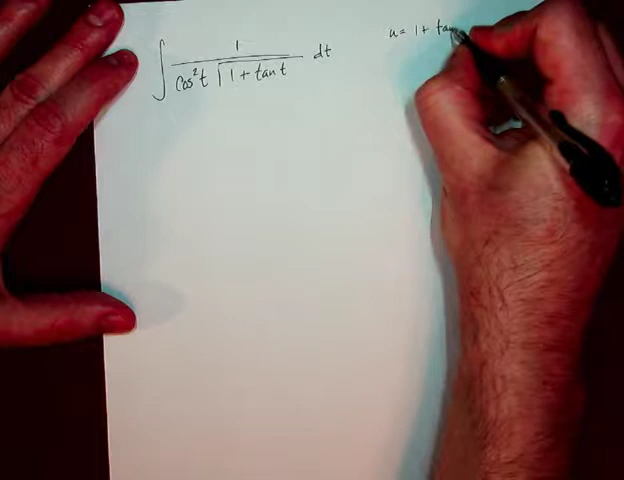 ∫ 1 / (cos²t √(1 + tan t)) dt
u = 1 + tan